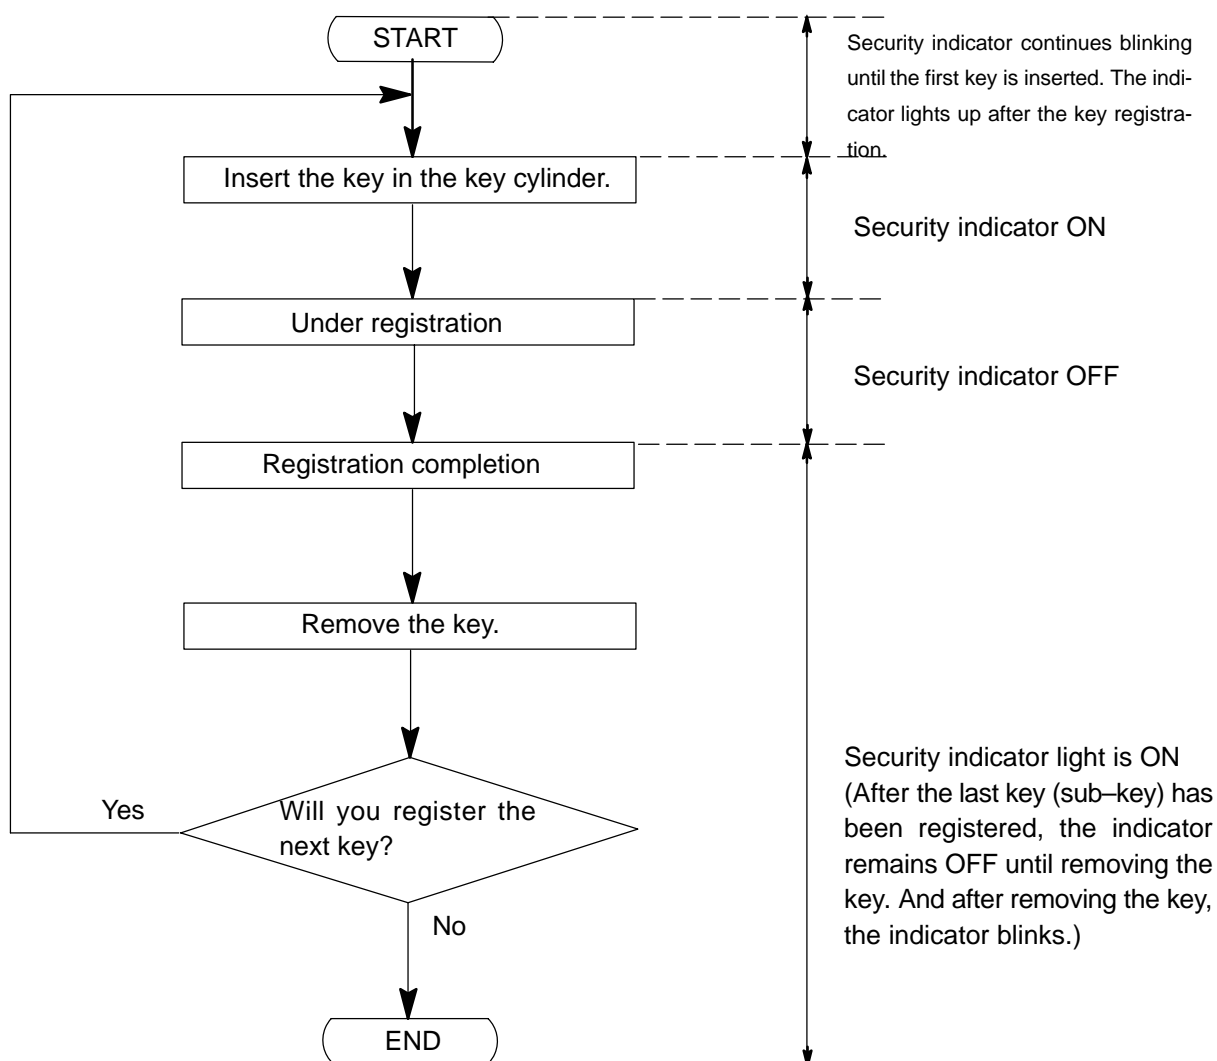 START
Security indicator continues blinking
until the first key is inserted. The indi-
cator lights up after the key registra-
tion.
Insert the key in the key cylinder.
Security indicator ON
Under registration
Security indicator OFF
Registration completion
Remove the key.
Security indicator light is ON
(After the last key (sub–key) has
been registered, the indicator
remains OFF until removing the
key. And after removing the key,
the indicator blinks.)
Yes
Will you register the
next key?
No
END